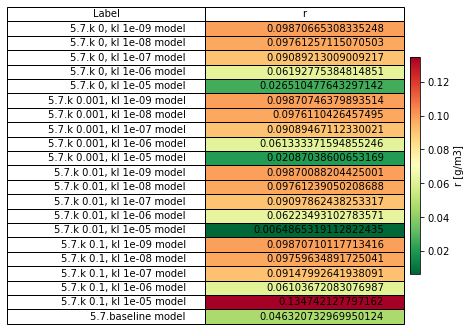 Label r
5.7.k 0, kl 1e-09 model 0.09870665308335248
5.7.k 0, kl 1e-08 model 0.09761257115070503
5.7.k 0, kl 1e-07 model 0.09089213009009217
5.7.k 0, kl 1e-06 model 0.06192775384814851
5.7.k 0, kl 1e-05 model 0.026510477643297142
5.7.k 0.001, kl 1e-09 model 0.09870746379893514
5.7.k 0.001, kl 1e-08 model 0.0976110426457495
5.7.k 0.001, kl 1e-07 model 0.09089467112330021
5.7.k 0.001, kl 1e-06 model 0.061333371594855246
5.7.k 0.001, kl 1e-05 model 0.02087038600653169
5.7.k 0.01, kl 1e-09 model 0.09870088204425001
5.7.k 0.01, kl 1e-08 model 0.09761239050208688
5.7.k 0.01, kl 1e-07 model 0.09097862438253317
5.7.k 0.01, kl 1e-06 model 0.06223493102783571
5.7.k 0.01, kl 1e-05 model 0.0064865319112822435
5.7.k 0.1, kl 1e-09 model 0.09870710117713416
5.7.k 0.1, kl 1e-08 model 0.09759634891725041
5.7.k 0.1, kl 1e-07 model 0.09147992641938091
5.7.k 0.1, kl 1e-06 model 0.06103672083076987
5.7.k 0.1, kl 1e-05 model 0.134742127797162
5.7.baseline model 0.046320732969950124
0.12
0.10
0.08
0.06
0.04
0.02
r [g/m3]